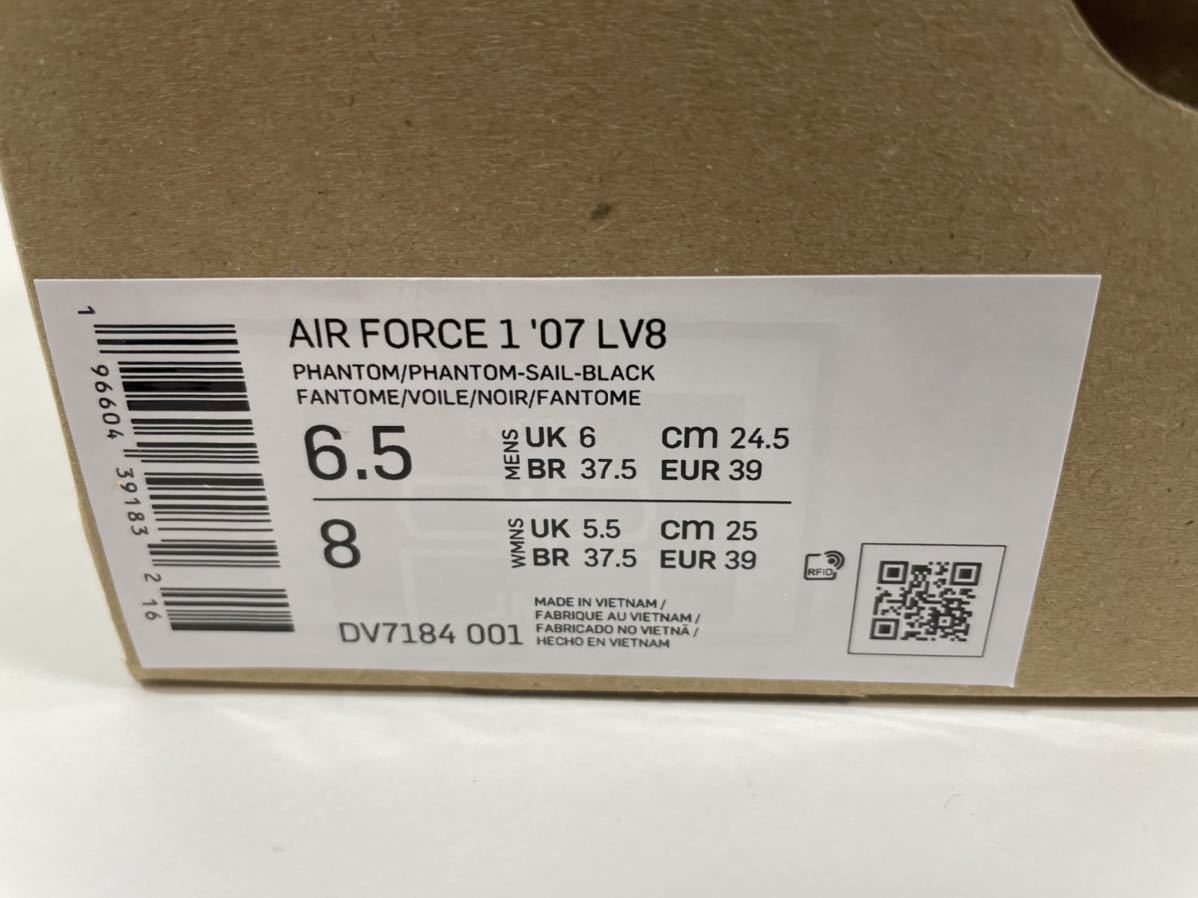 AIR FORCE 1 '07 LV8
PHANTOM/PHANTOM-SAIL-BLACK
FANTOME/VOILE/NOIR/FANTOME
6.5 MENS UK 6 cm 24.5
BR 37.5 EUR 39
8 WMNS UK 5.5 cm 25
BR 37.5 EUR 39
RFID
DV7184 001
MADE IN VIETNAM /
FABRIQUE AU VIETNAM /
FABRICADO NO VIETNÃ /
HECHO EN VIETNAM
1 96604 39183 2 16